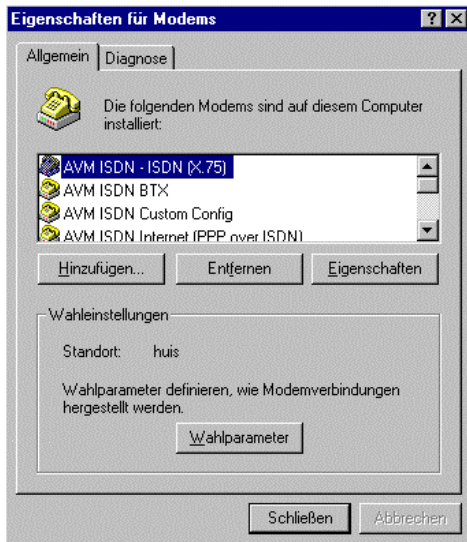 Eigenschaften für Modems
Allgemein Diagnose
Die folgenden Modems sind auf diesem Computer
installiert:
AVM ISDN - ISDN (X.75)
AVM ISDN BTX
AVM ISDN Custom Config
AVM ISDN Internet (PPP over ISDN)
Hinzufügen... Entfernen Eigenschaften
Wahleinstellungen
Standort: huis
Wahlparameter definieren, wie Modemverbindungen
hergestellt werden.
Wahlparameter
Schließen Abbrechen